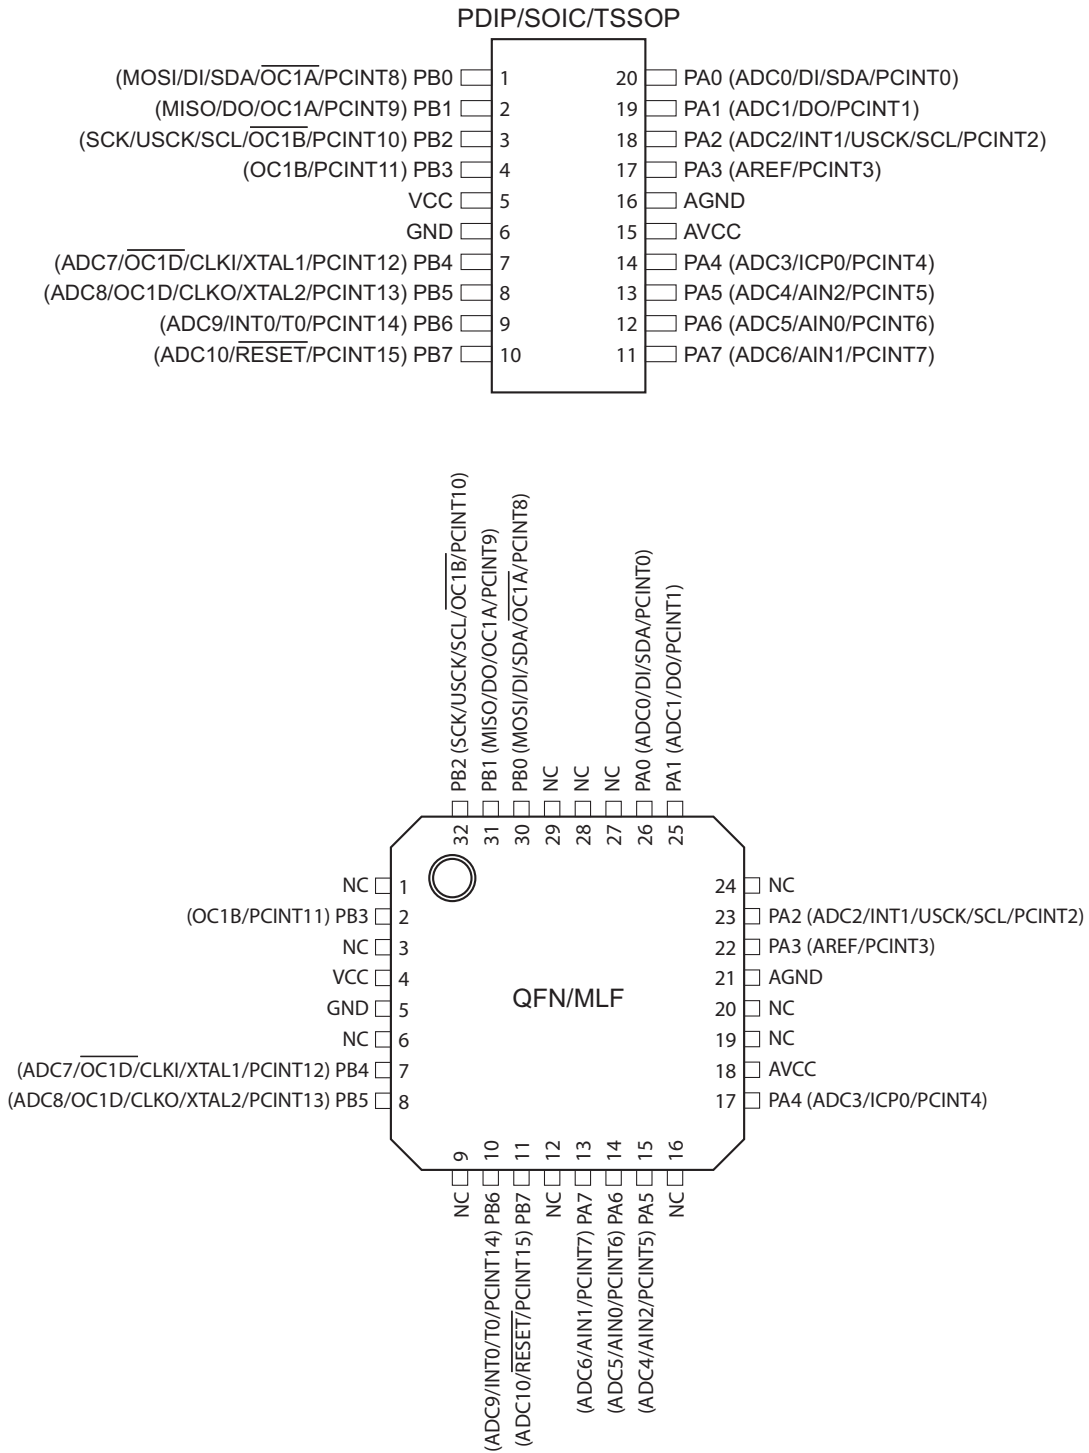 PDIP/SOIC/TSSOP
(MOSI/DI/SDA/OC1A/PCINT8) PB0 1 20 PA0 (ADC0/DI/SDA/PCINT0)
(MISO/DO/OC1A/PCINT9) PB1 2 19 PA1 (ADC1/DO/PCINT1)
(SCK/USCK/SCL/OC1B/PCINT10) PB2 3 18 PA2 (ADC2/INT1/USCK/SCL/PCINT2)
(OC1B/PCINT11) PB3 4 17 PA3 (AREF/PCINT3)
VCC 5 16 AGND
GND 6 15 AVCC
(ADC7/OC1D/CLKI/XTAL1/PCINT12) PB4 7 14 PA4 (ADC3/ICP0/PCINT4)
(ADC8/OC1D/CLKO/XTAL2/PCINT13) PB5 8 13 PA5 (ADC4/AIN2/PCINT5)
(ADC9/INT0/T0/PCINT14) PB6 9 12 PA6 (ADC5/AIN0/PCINT6)
(ADC10/RESET/PCINT15) PB7 10 11 PA7 (ADC6/AIN1/PCINT7)
32 PB2 (SCK/USCK/SCL/OC1B/PCINT10)
31 PB1 (MISO/DO/OC1A/PCINT9)
30 PB0 (MOSI/DI/SDA/OC1A/PCINT8)
29 NC
28 NC
27 NC
26 PA0 (ADC0/DI/SDA/PCINT0)
25 PA1 (ADC1/DO/PCINT1)
NC 1 24 NC
(OC1B/PCINT11) PB3 2 23 PA2 (ADC2/INT1/USCK/SCL/PCINT2)
NC 3 22 PA3 (AREF/PCINT3)
VCC 4 21 AGND
QFN/MLF
GND 5 20 NC
NC 6 19 NC
(ADC7/OC1D/CLKI/XTAL1/PCINT12) PB4 7 18 AVCC
(ADC8/OC1D/CLKO/XTAL2/PCINT13) PB5 8 17 PA4 (ADC3/ICP0/PCINT4)
NC 9
(ADC9/INT0/T0/PCINT14) PB6 10
(ADC10/RESET/PCINT15) PB7 11
NC 12
(ADC6/AIN1/PCINT7) PA7 13
(ADC5/AIN0/PCINT6) PA6 14
(ADC4/AIN2/PCINT5) PA5 15
NC 16